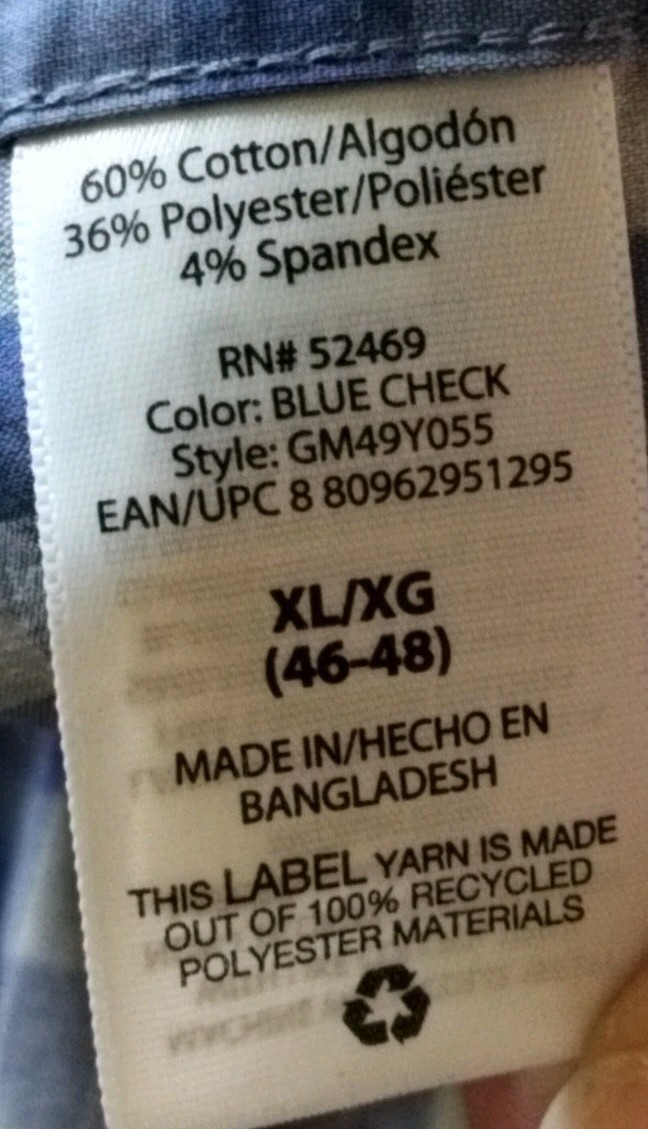 60% Cotton/Algodón
36% Polyester/Poliéster
4% Spandex
RN# 52469
Color: BLUE CHECK
Style: GM49Y055
EAN/UPC 8 80962951295
XL/XG
(46-48)
MADE IN/HECHO EN
BANGLADESH
THIS LABEL YARN IS MADE
OUT OF 100% RECYCLED
POLYESTER MATERIALS